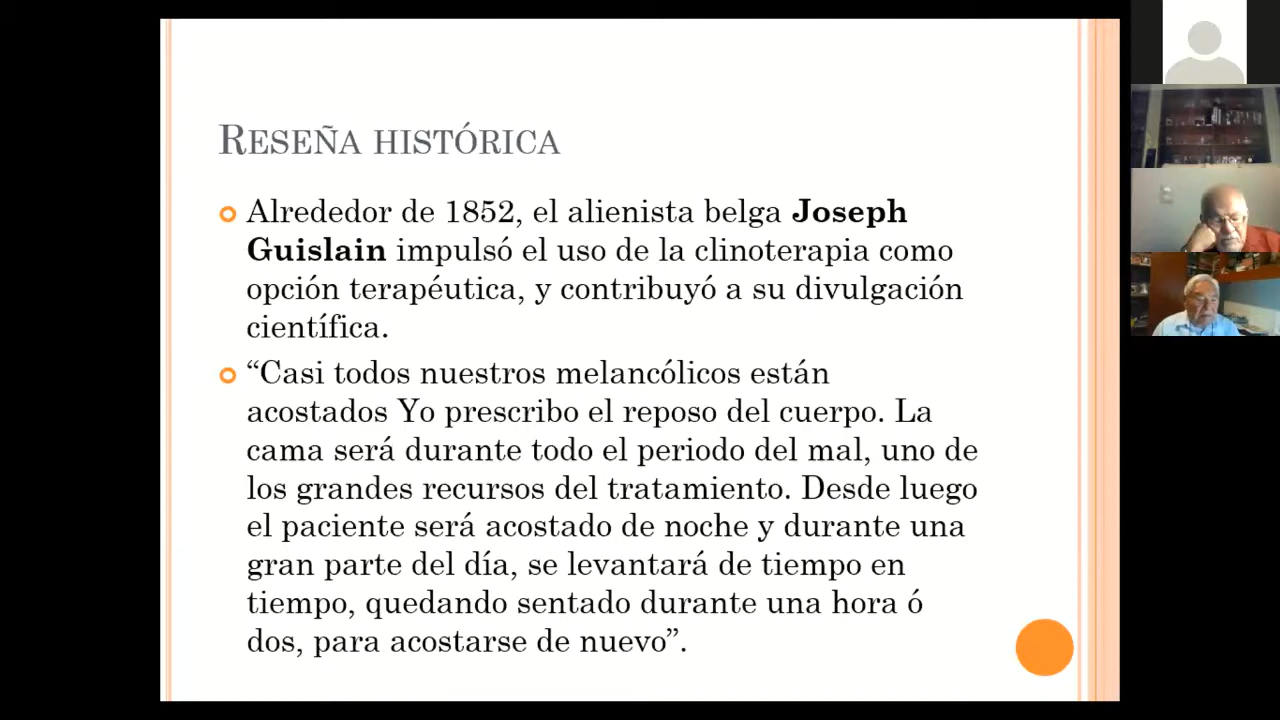 RESEÑA HISTÓRICA
Alrededor de 1852, el alienista belga Joseph
Guislain impulsó el uso de la clinoterapia como
opción terapéutica, y contribuyó a su divulgación
científica.
“Casi todos nuestros melancólicos están
acostados Yo prescribo el reposo del cuerpo. La
cama será durante todo el periodo del mal, uno de
los grandes recursos del tratamiento. Desde luego
el paciente será acostado de noche y durante una
gran parte del día, se levantará de tiempo en
tiempo, quedando sentado durante una hora ó
dos, para acostarse de nuevo”.